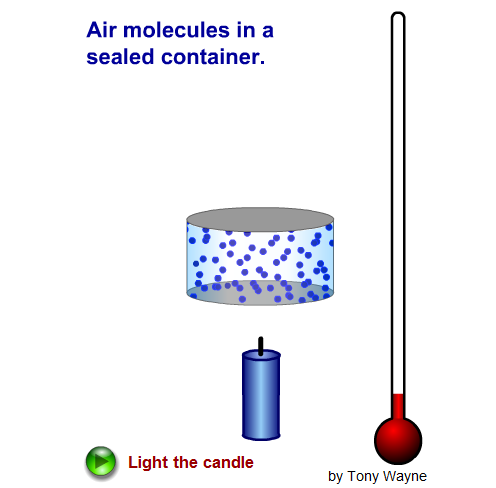 Air molecules in a
sealed container.
Light the candle
by Tony Wayne